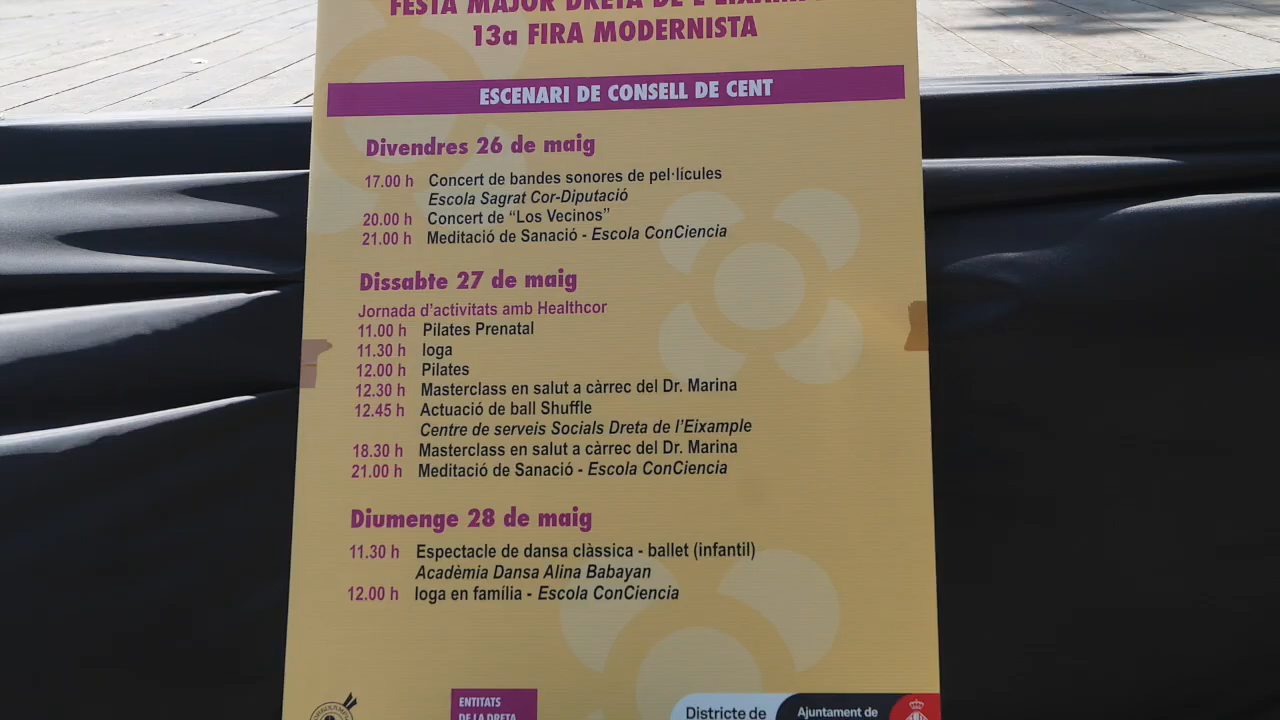 FESTA MAJOR DRETA DE L'EIXAMPLE
13a FIRA MODERNISTA
ESCENARI DE CONSELL DE CENT
Divendres 26 de maig
17.00 h Concert de bandes sonores de pel·lícules
Escola Sagrat Cor-Diputació
20.00 h Concert de “Los Vecinos”
21.00 h Meditació de Sanació - Escola ConCiencia
Dissabte 27 de maig
Jornada d'activitats amb Healthcor
11.00 h Pilates Prenatal
11.30 h Ioga
12.00 h Pilates
12.30 h Masterclass en salut a càrrec del Dr. Marina
12.45 h Actuació de ball Shuffle
Centre de serveis Socials Dreta de l'Eixample
18.30 h Masterclass en salut a càrrec del Dr. Marina
21.00 h Meditació de Sanació - Escola ConCiencia
Diumenge 28 de maig
11.30 h Espectacle de dansa clàssica - ballet (infantil)
Acadèmia Dansa Alina Babayan
12.00 h Ioga en família - Escola ConCiencia
ENTITATS
DE LA DRETA
Districte de
Ajuntament de